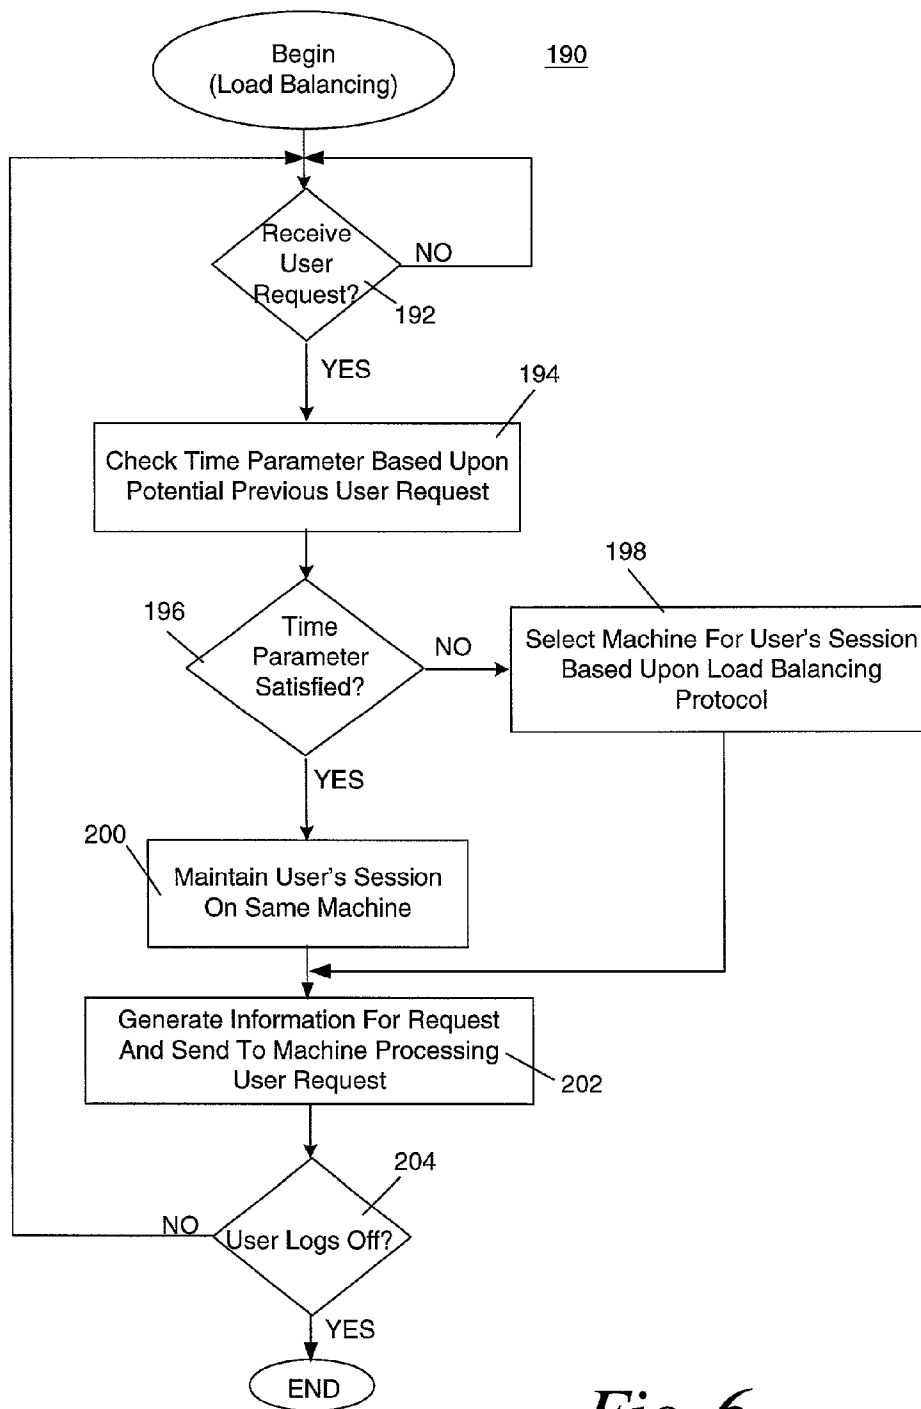 Begin
(Load Balancing)
190
Receive
User
Request?
NO
192
YES
194
Check Time Parameter Based Upon
Potential Previous User Request
196
Time
Parameter
Satisfied?
NO
198
Select Machine For User's Session
Based Upon Load Balancing
Protocol
YES
200
Maintain User's Session
On Same Machine
Generate Information For Request
And Send To Machine Processing
User Request
202
204
User Logs Off?
NO
YES
END
Fig. 6